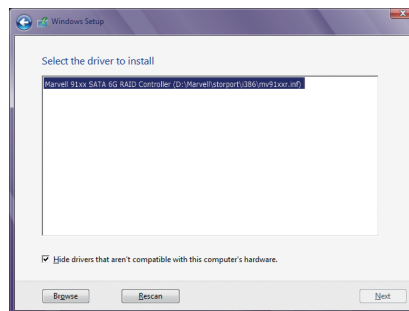 Windows Setup
Select the driver to install
Marvell 91xx SATA 6G RAID Controller (D:\Marvell\storport\i386\mv91xxr.inf)
Hide drivers that aren't compatible with this computer's hardware.
Browse
Rescan
Next